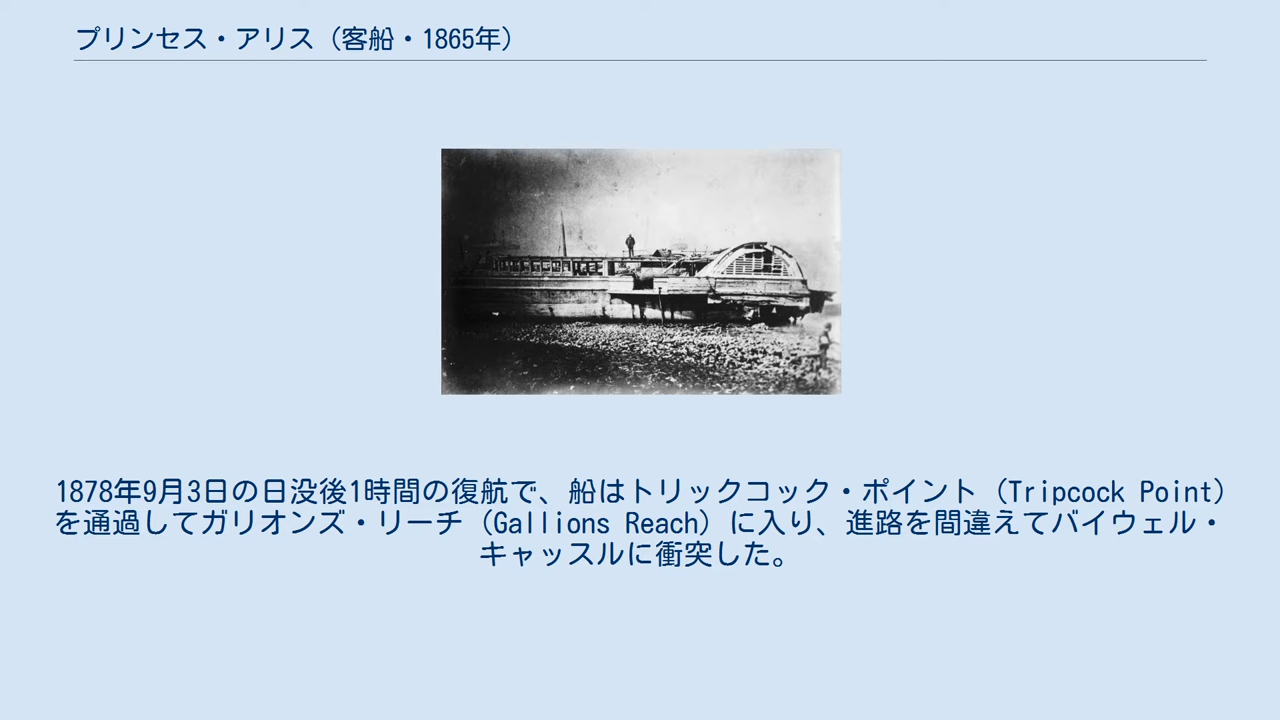 プリンセス・アリス（客船・1865年）
1878年9月3日の日没後1時間の復航で、船はトリックコック・ポイント（Tripcock Point）
を通過してガリオンズ・リーチ（Gallions Reach）に入り、進路を間違えてバイウェル・
キャッスルに衝突した。